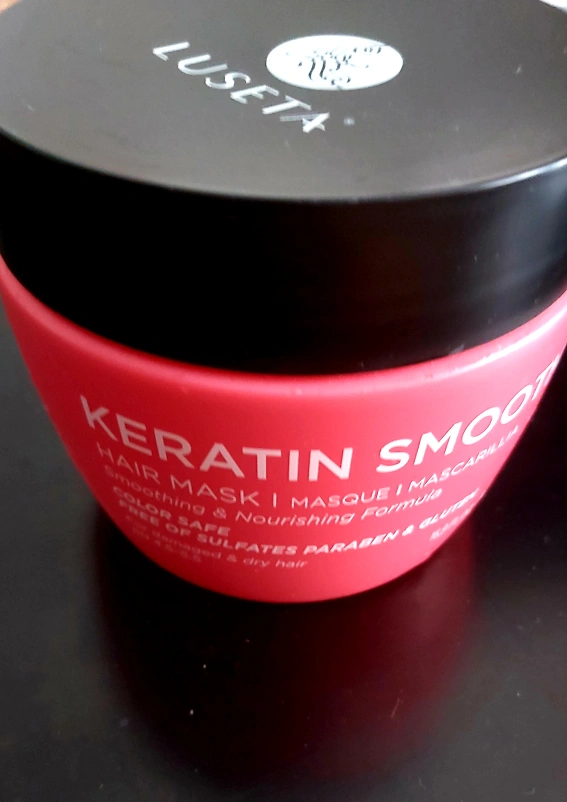 LUSETA
KERATIN SMOOT
HAIR MASK | MASQUE | MASCARILLIA
Smoothing & Nourishing Formula
COLOR SAFE
FREE OF SULFATES PARABEN & GLUTEN
damaged & dry hair